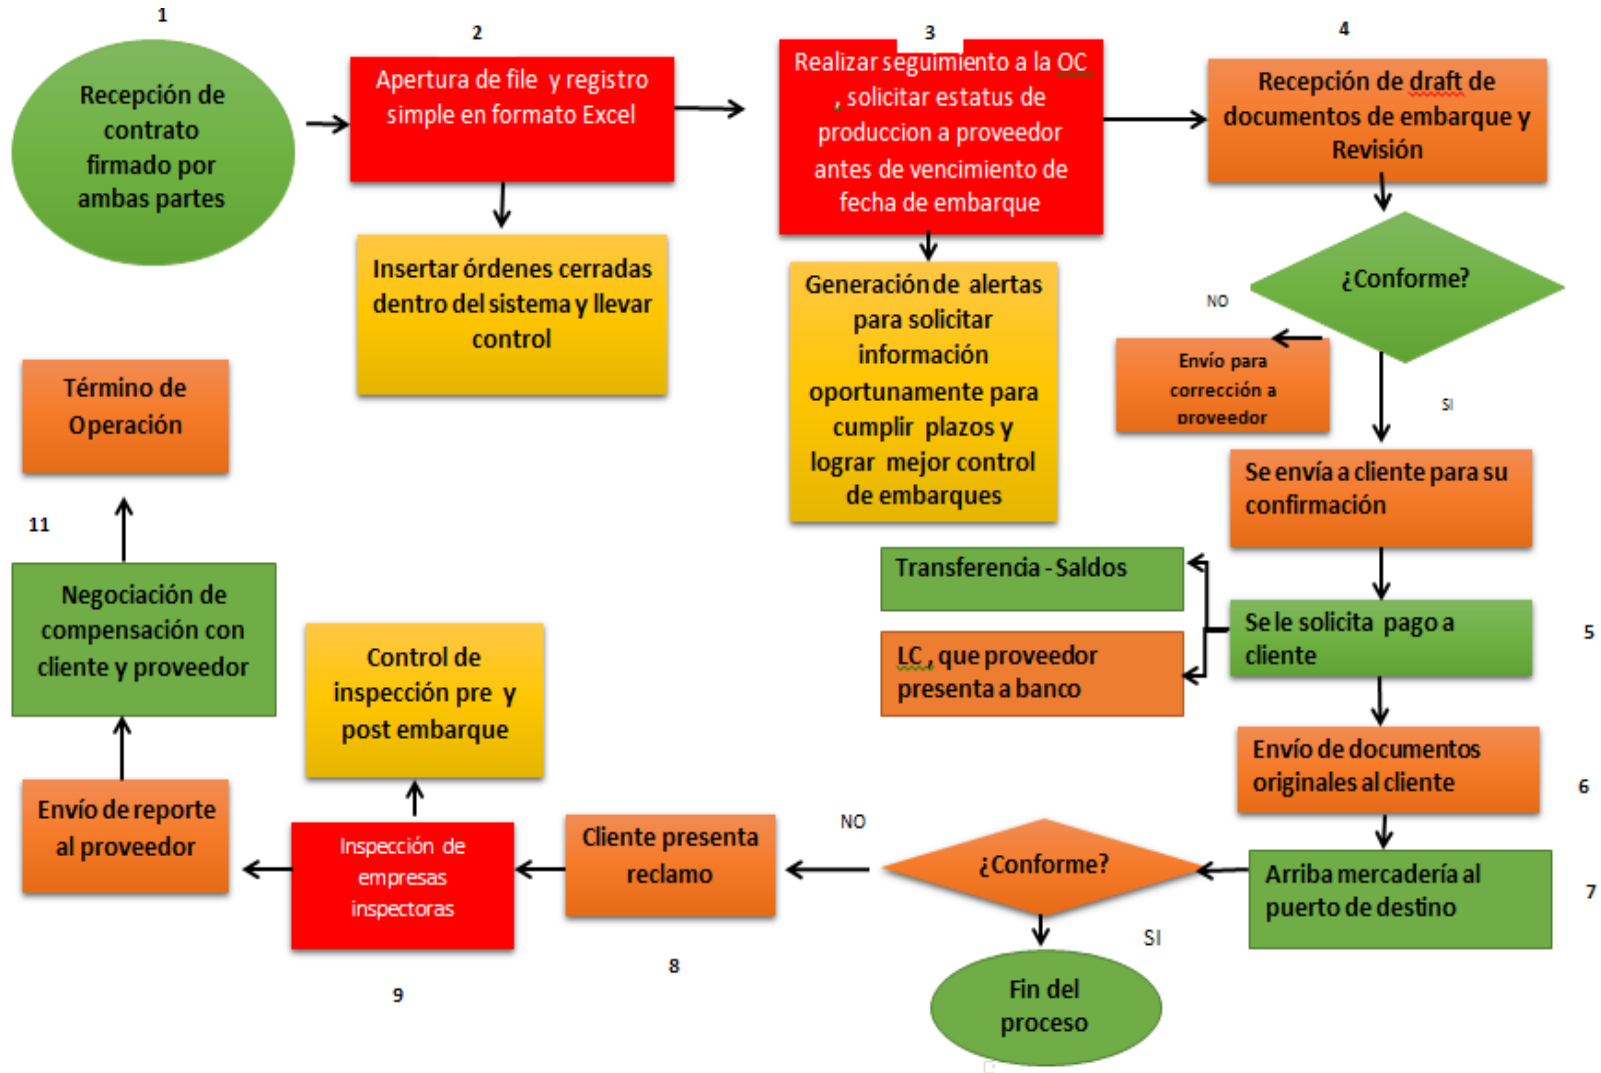 1
Recepción de
contrato
firmado por
ambas partes
2
Apertura de file y registro
simple en formato Excel
Insertar órdenes cerradas
dentro del sistema y llevar
control
3
Realizar seguimiento a la OC
, solicitar estatus de
produccion a proveedor
antes de vencimiento de
fecha de embarque
Generación de alertas
para solicitar
información
oportunamente para
cumplir plazos y
lograr mejor control
de embarques
4
Recepción de draft de
documentos de embarque y
Revisión
¿Conforme?
NO
Envío para
corrección a
proveedor
SI
Se envía a cliente para su
confirmación
Se le solicita pago a
cliente
5
Transferencia - Saldos
LC , que proveedor
presenta a banco
Envío de documentos
originales al cliente
6
Arriba mercadería al
puerto de destino
7
¿Conforme?
SI
Fin del
proceso
NO
Cliente presenta
reclamo
8
Inspección de
empresas
inspectoras
9
Control de
inspección pre y
post embarque
Envío de reporte
al proveedor
Negociación de
compensación con
cliente y proveedor
11
Término de
Operación